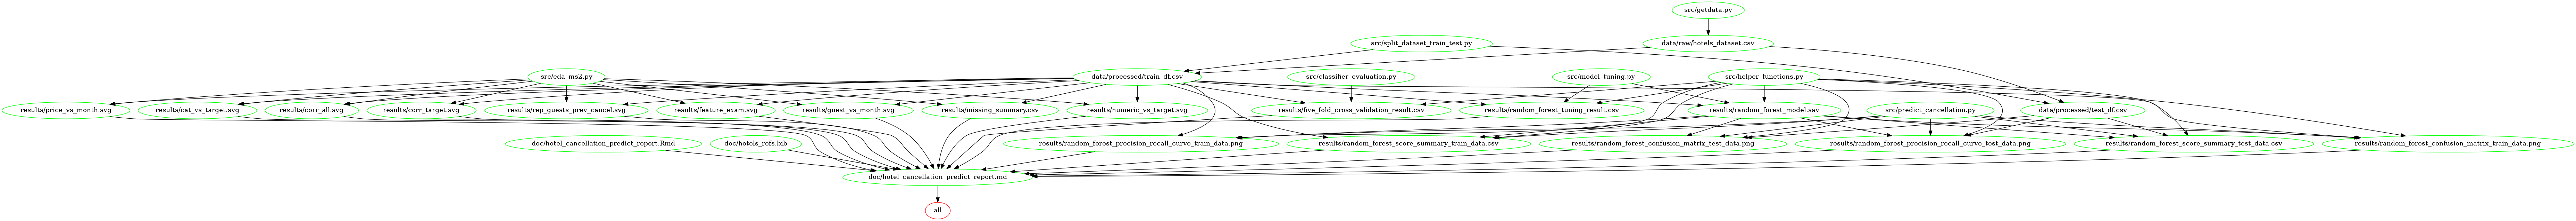 src/getdata.py
src/split_dataset_train_test.py
data/raw/hotels_dataset.csv
src/eda_ms2.py
data/processed/train_df.csv
src/classifier_evaluation.py
src/model_tuning.py
src/helper_functions.py
results/price_vs_month.svg
results/cat_vs_target.svg
results/corr_all.svg
results/corr_target.svg
results/rep_guests_prev_cancel.svg
results/feature_exam.svg
results/guest_vs_month.svg
results/missing_summary.csv
results/numeric_vs_target.svg
results/five_fold_cross_validation_result.csv
results/random_forest_tuning_result.csv
results/random_forest_model.sav
src/predict_cancellation.py
data/processed/test_df.csv
doc/hotel_cancellation_predict_report.Rmd
doc/hotels_refs.bib
results/random_forest_precision_recall_curve_train_data.png
results/random_forest_score_summary_train_data.csv
results/random_forest_confusion_matrix_test_data.png
results/random_forest_precision_recall_curve_test_data.png
results/random_forest_score_summary_test_data.csv
results/random_forest_confusion_matrix_train_data.png
doc/hotel_cancellation_predict_report.md
all